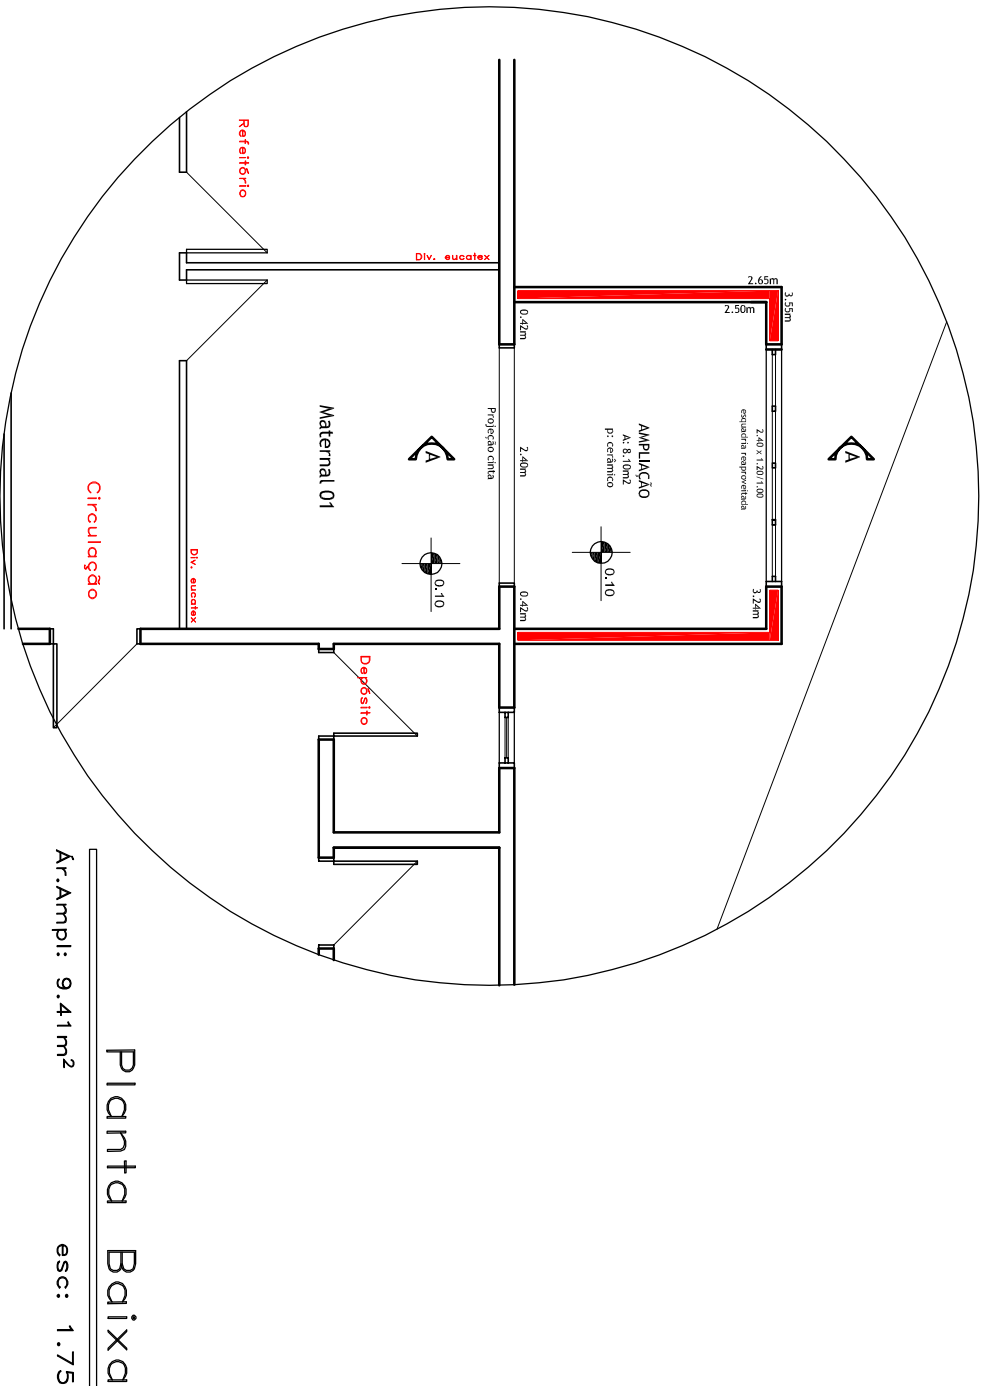 3.55m
2.65m
2.50m
2.40 x 1.20/1.00
esquadria reaproveitada
3.24m
A
AMPLIAÇÃO
A: 8.10m2
p: cerâmico
0.10
0.42m
2.40m
0.42m
Projeção cinta
Div. eucatex
A
0.10
Maternal 01
Depósito
Refeitório
Div. eucatex
Circulação
Planta Baixa
Ár.Ampl: 9.41m²
esc: 1.75